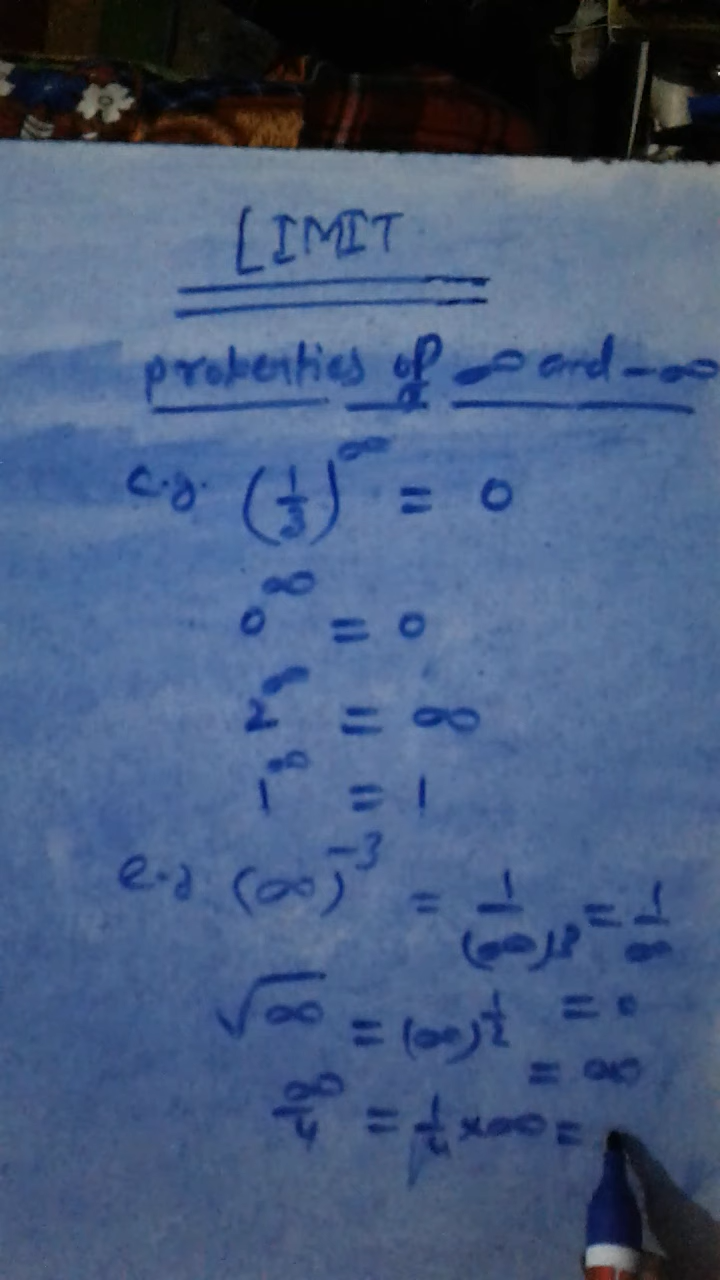 LIMIT
properties of ∞ and -∞
e.g. (1/3)^∞ = 0
0^∞ = 0
2^∞ = ∞
1^∞ = 1
e.g (∞)^-3 = 1/(∞)^3 = 1/∞
= 0
√∞ = (∞)^1/2
= ∞
∞/4 = 1/4 × ∞ =